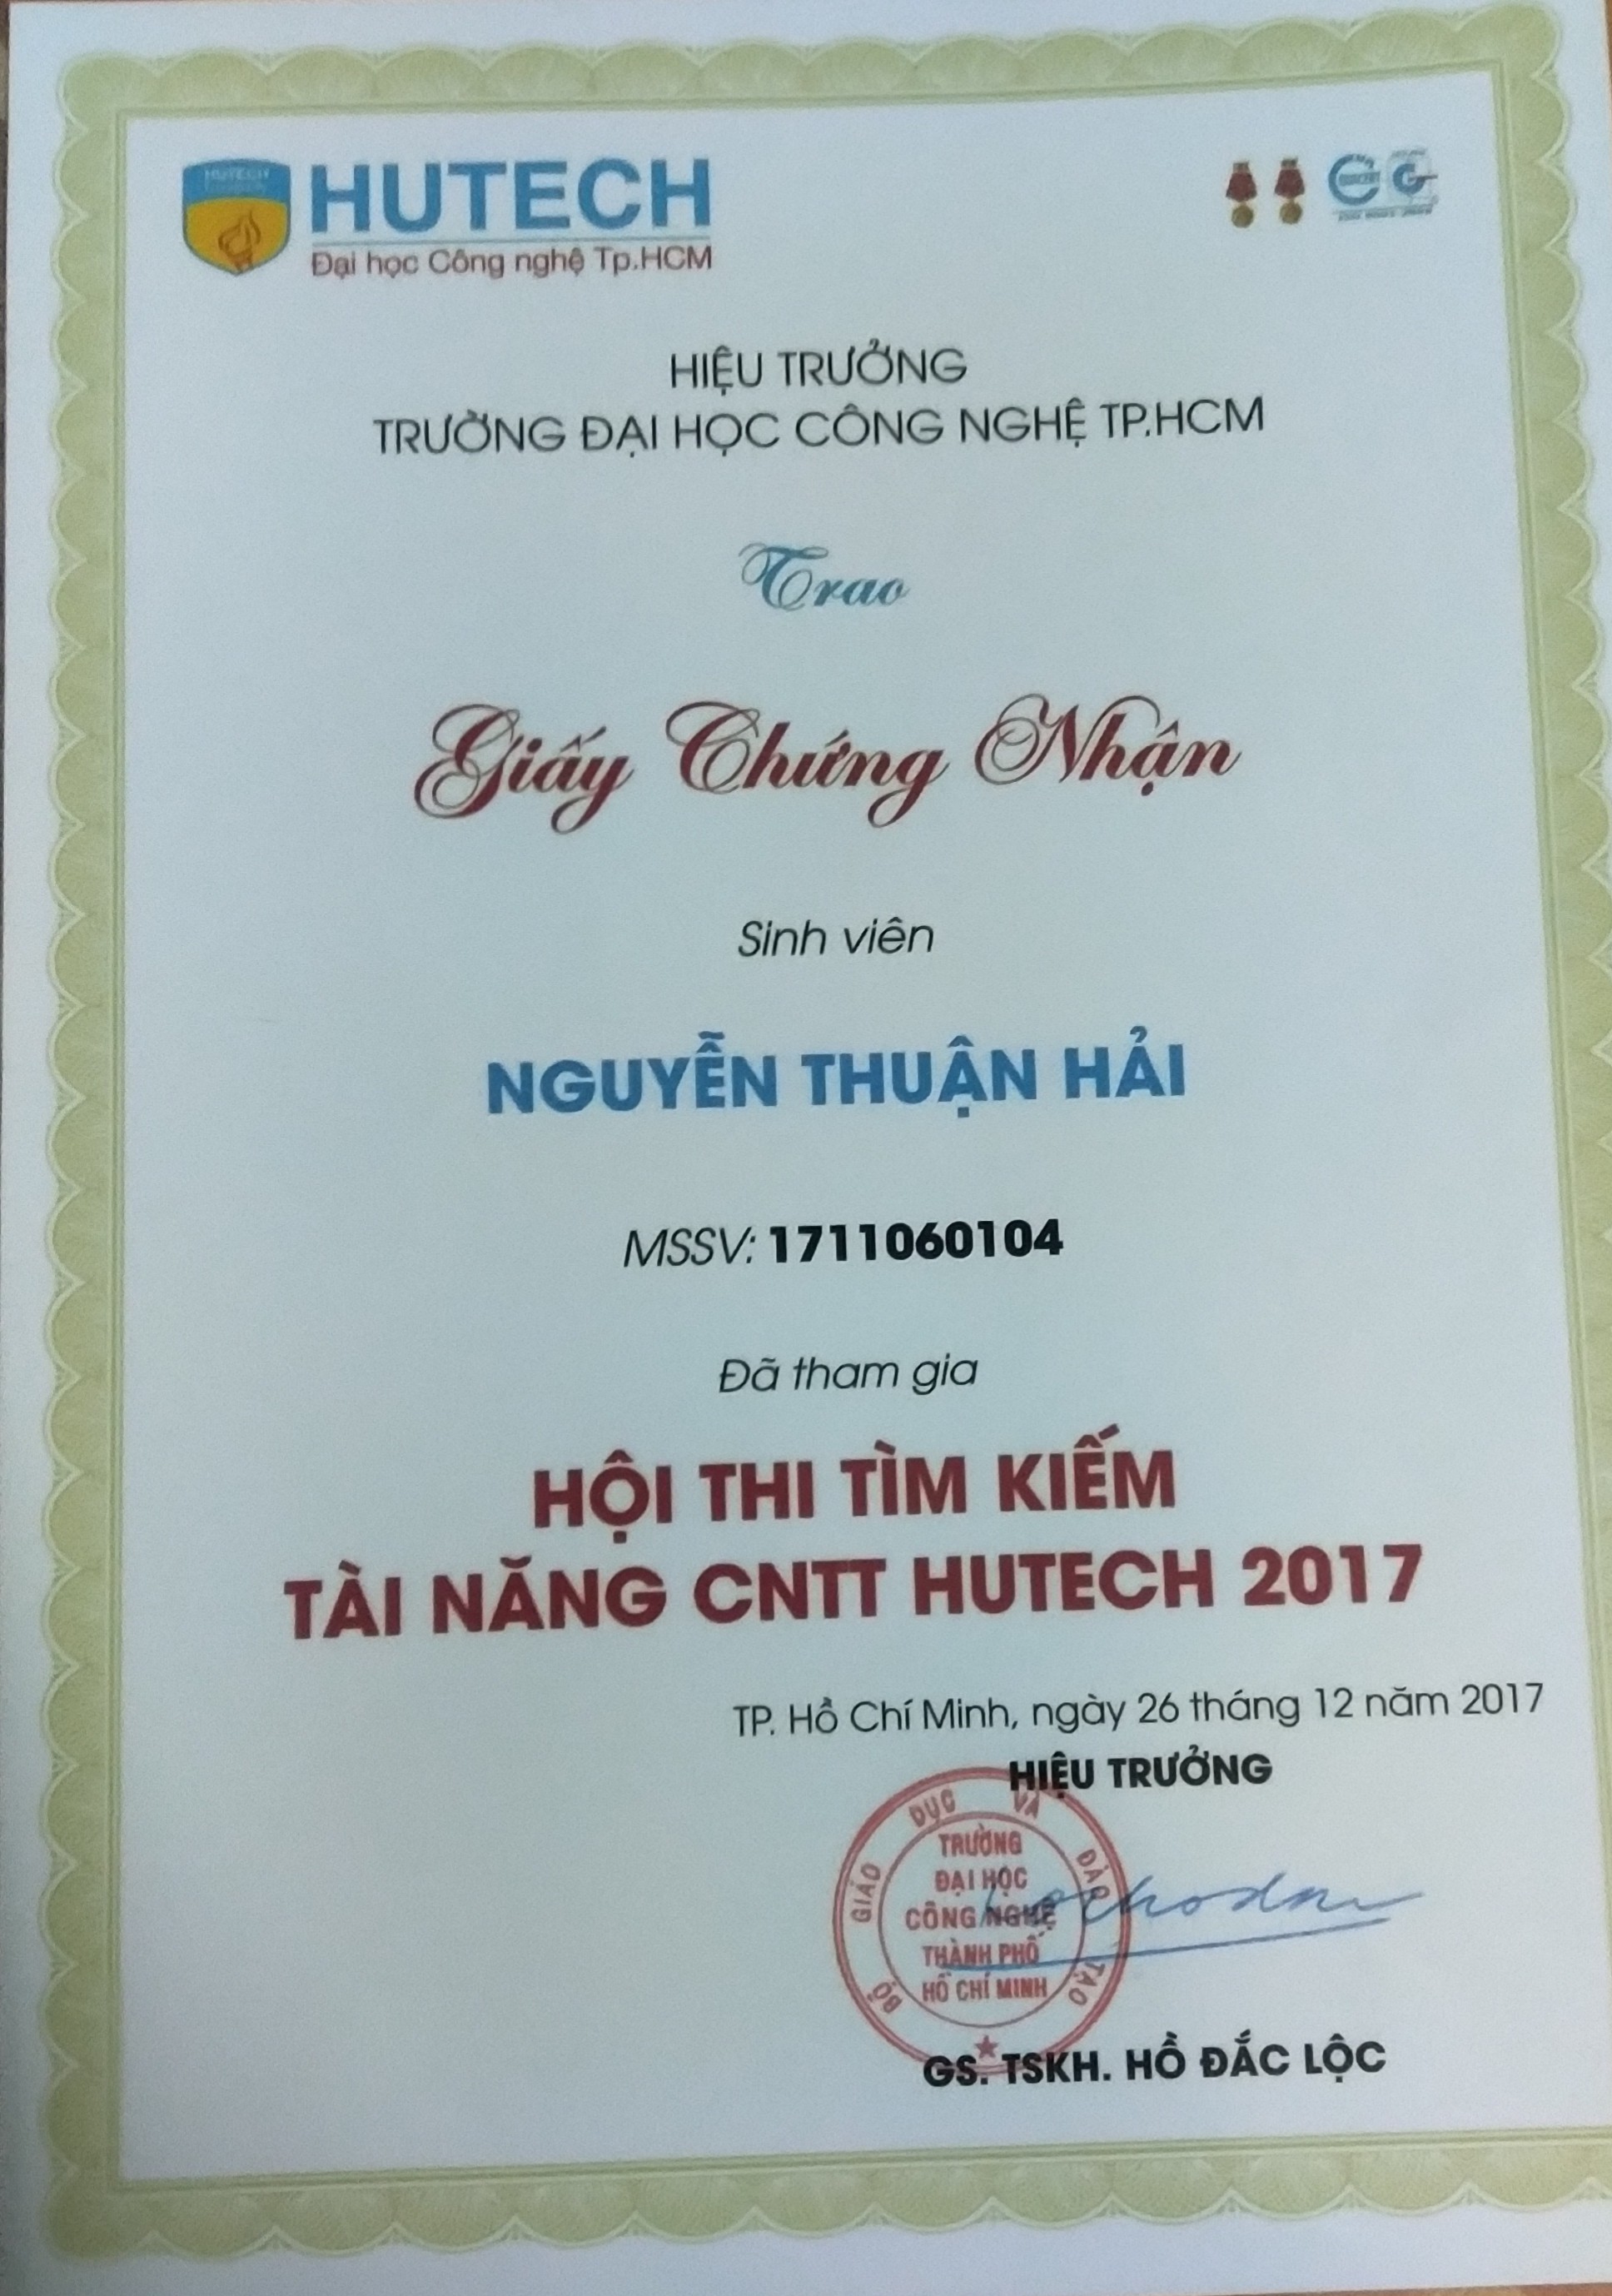 HUTECH
Đại học Công nghệ Tp.HCM
HIỆU TRƯỞNG
TRƯỜNG ĐẠI HỌC CÔNG NGHỆ TP.HCM
Trao
Giấy Chứng Nhận
Sinh viên
NGUYỄN THUẬN HẢI
MSSV: 1711060104
Đã tham gia
HỘI THI TÌM KIẾM
TÀI NĂNG CNTT HUTECH 2017
TP. Hồ Chí Minh, ngày 26 tháng 12 năm 2017
HIỆU TRƯỞNG
BỘ GIÁO DỤC VÀ ĐÀO TẠO
TRƯỜNG
ĐẠI HỌC
CÔNG NGHỆ
THÀNH PHỐ
HỒ CHÍ MINH
GS. TSKH. HỒ ĐẮC LỘC